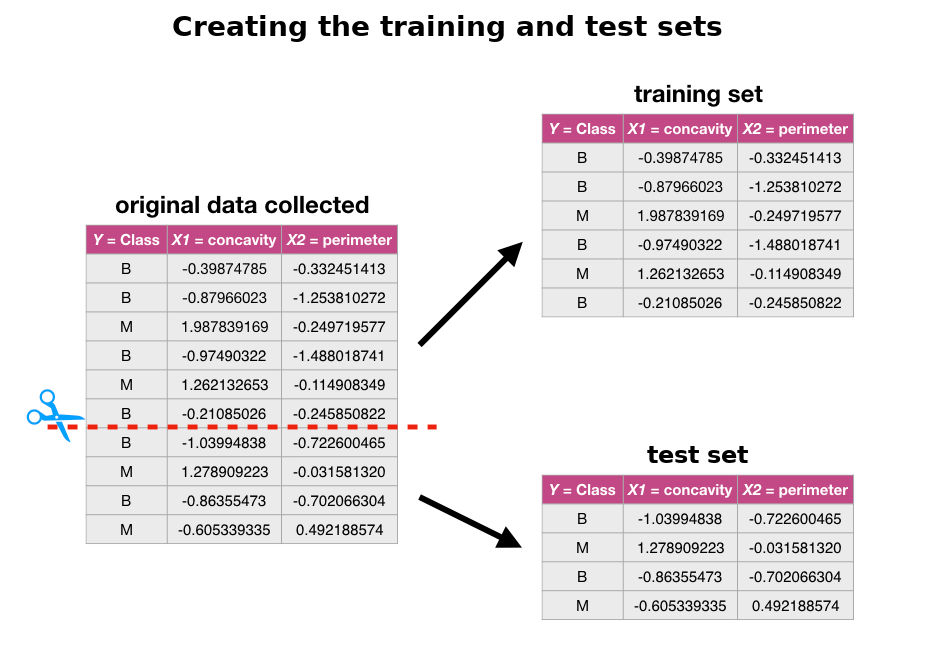 Creating the training and test sets
original data collected
Y = Class X1 = concavity X2 = perimeter
B -0.39874785 -0.332451413
B -0.87966023 -1.253810272
M 1.987839169 -0.249719577
B -0.97490322 -1.488018741
M 1.262132653 -0.114908349
B -0.21085026 -0.245850822
B -1.03994838 -0.722600465
M 1.278909223 -0.031581320
B -0.86355473 -0.702066304
M -0.605339335 0.492188574
training set
Y = Class X1 = concavity X2 = perimeter
B -0.39874785 -0.332451413
B -0.87966023 -1.253810272
M 1.987839169 -0.249719577
B -0.97490322 -1.488018741
M 1.262132653 -0.114908349
B -0.21085026 -0.245850822
test set
Y = Class X1 = concavity X2 = perimeter
B -1.03994838 -0.722600465
M 1.278909223 -0.031581320
B -0.86355473 -0.702066304
M -0.605339335 0.492188574